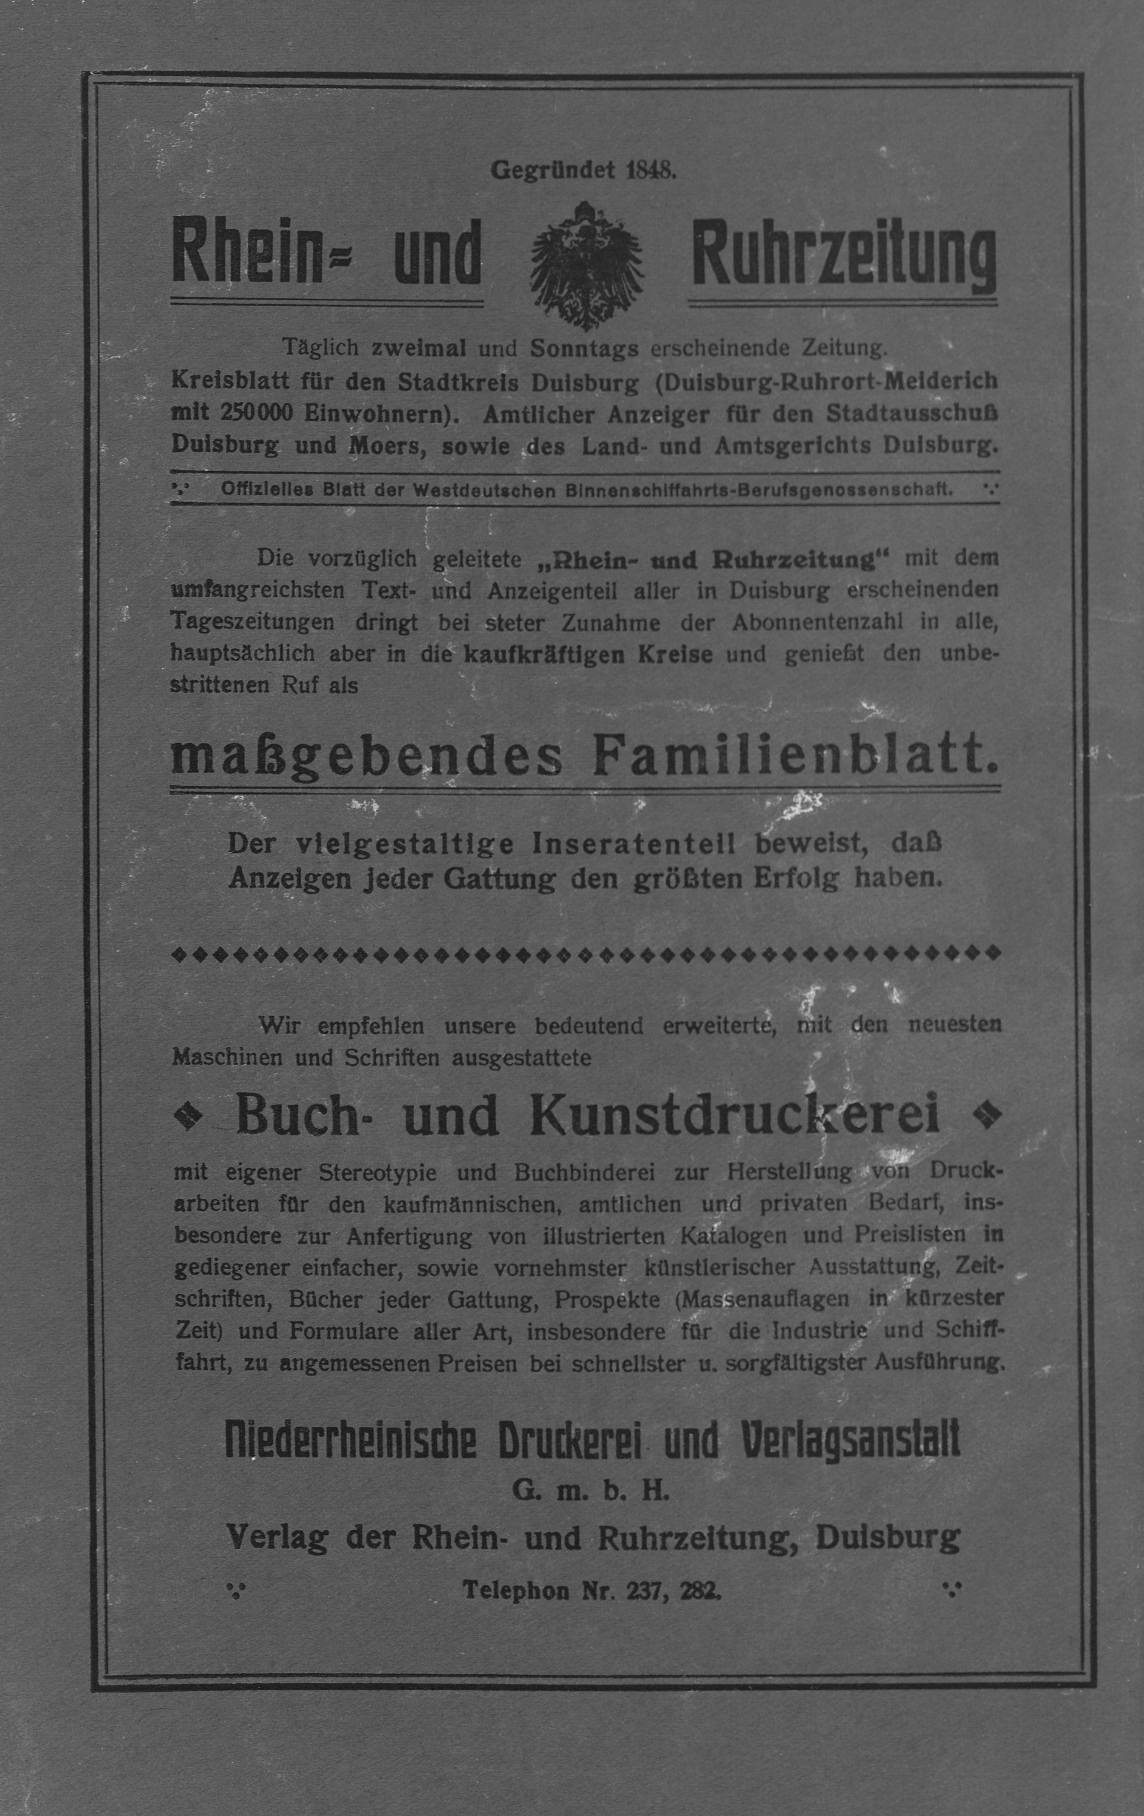 Gegründet 1848.
Rhein- und Ruhrzeitung
Täglich zweimal und Sonntags erscheinende Zeitung.
Kreisblatt für den Stadtkreis Duisburg (Duisburg-Ruhrort-Meiderich
mit 250000 Einwohnern). Amtlicher Anzeiger für den Stadtausschuß
Duisburg und Moers, sowie des Land- und Amtsgerichts Duisburg.
Offizielles Blatt der Westdeutschen Binnenschiffahrts-Berufsgenossenschaft.
Die vorzüglich geleitete „Rhein- und Ruhrzeitung“ mit dem
umfangreichsten Text- und Anzeigenteil aller in Duisburg erscheinenden
Tageszeitungen dringt bei steter Zunahme der Abonnentenzahl in alle,
hauptsächlich aber in die kaufkräftigen Kreise und genießt den unbe-
strittenen Ruf als
maßgebendes Familienblatt.
Der vielgestaltige Inseratenteil beweist, daß
Anzeigen jeder Gattung den größten Erfolg haben.
Wir empfehlen unsere bedeutend erweiterte, mit den neuesten
Maschinen und Schriften ausgestattete
Buch- und Kunstdruckerei
mit eigener Stereotypie und Buchbinderei zur Herstellung von Druck-
arbeiten für den kaufmännischen, amtlichen und privaten Bedarf, ins-
besondere zur Anfertigung von illustrierten Katalogen und Preislisten in
gediegener einfacher, sowie vornehmster künstlerischer Ausstattung, Zeit-
schriften, Bücher jeder Gattung, Prospekte (Massenauflagen in kürzester
Zeit) und Formulare aller Art, insbesondere für die Industrie und Schiff-
fahrt, zu angemessenen Preisen bei schnellster u. sorgfältigster Ausführung.
Niederrheinische Druckerei und Verlagsanstalt
G. m. b. H.
Verlag der Rhein- und Ruhrzeitung, Duisburg
Telephon Nr. 237, 282.